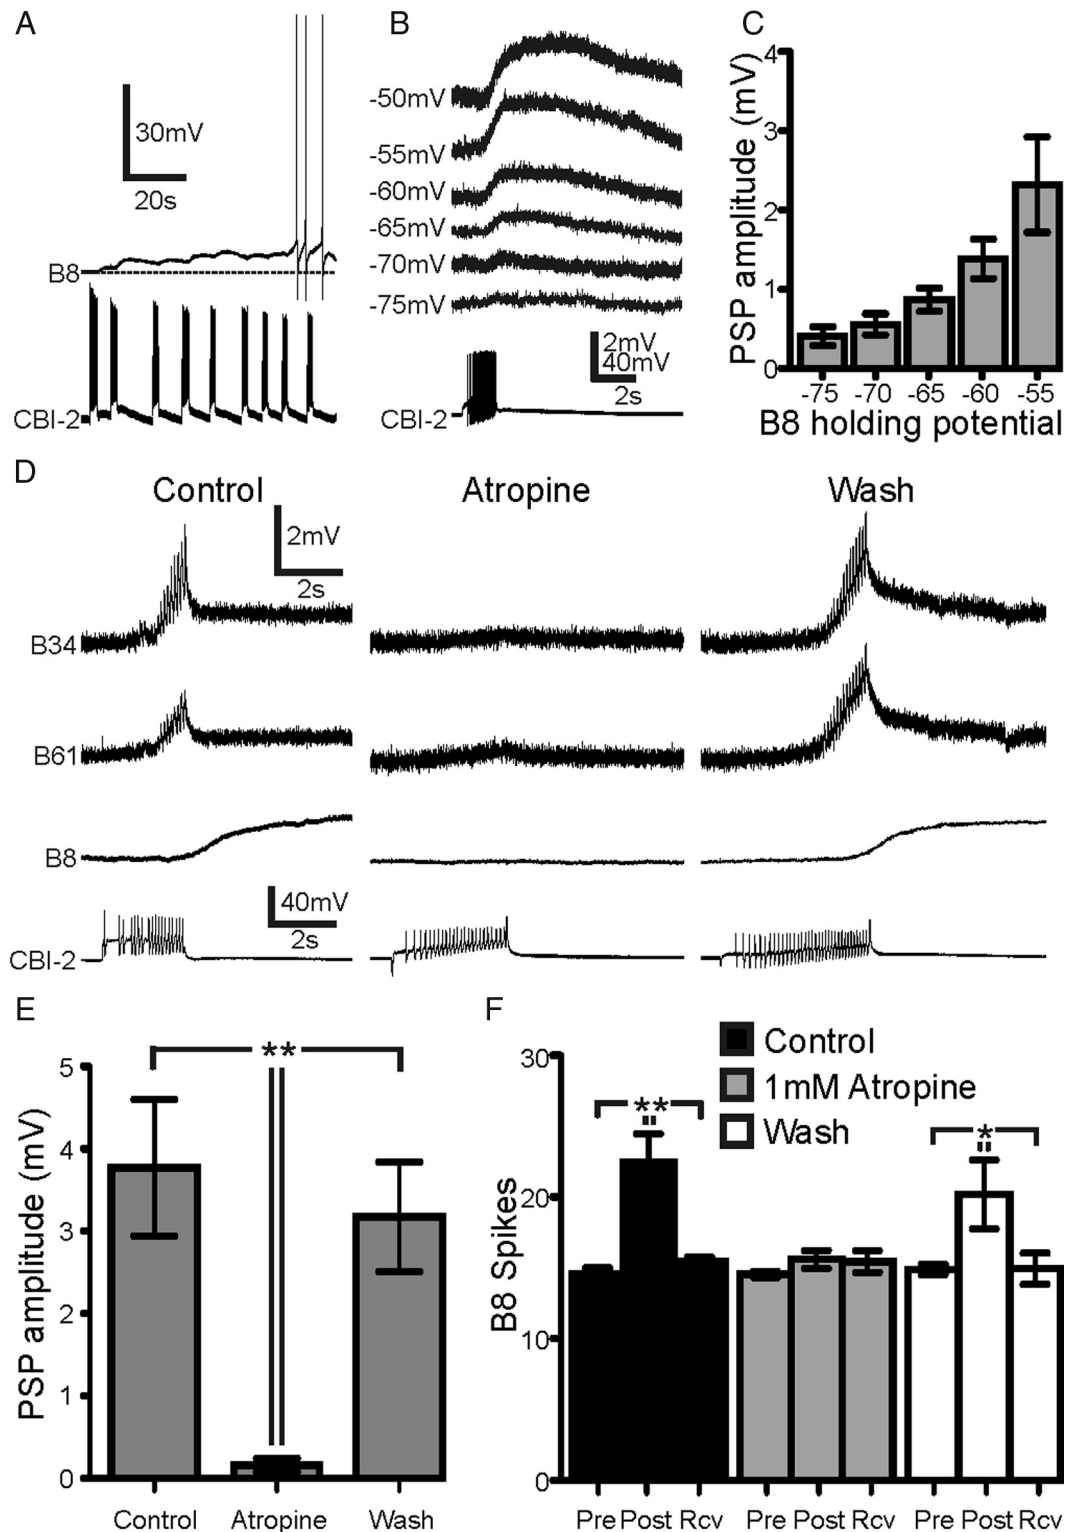 A
30mV
20s
B8
CBI-2
B
-50mV
-55mV
-60mV
-65mV
-70mV
-75mV
2mV
40mV
2s
CBI-2
C
PSP amplitude (mV)
4
3
2
1
0
-75 -70 -65 -60 -55
B8 holding potential
D
Control Atropine Wash
2mV
2s
B34
B61
B8
40mV
2s
CBI-2
E
PSP amplitude (mV)
5
4
3
2
1
0
**
Control Atropine Wash
F
Control
1mM Atropine
Wash
B8 Spikes
30
20
10
0
**
*
Pre Post Rcv Pre Post Rcv Pre Post Rcv